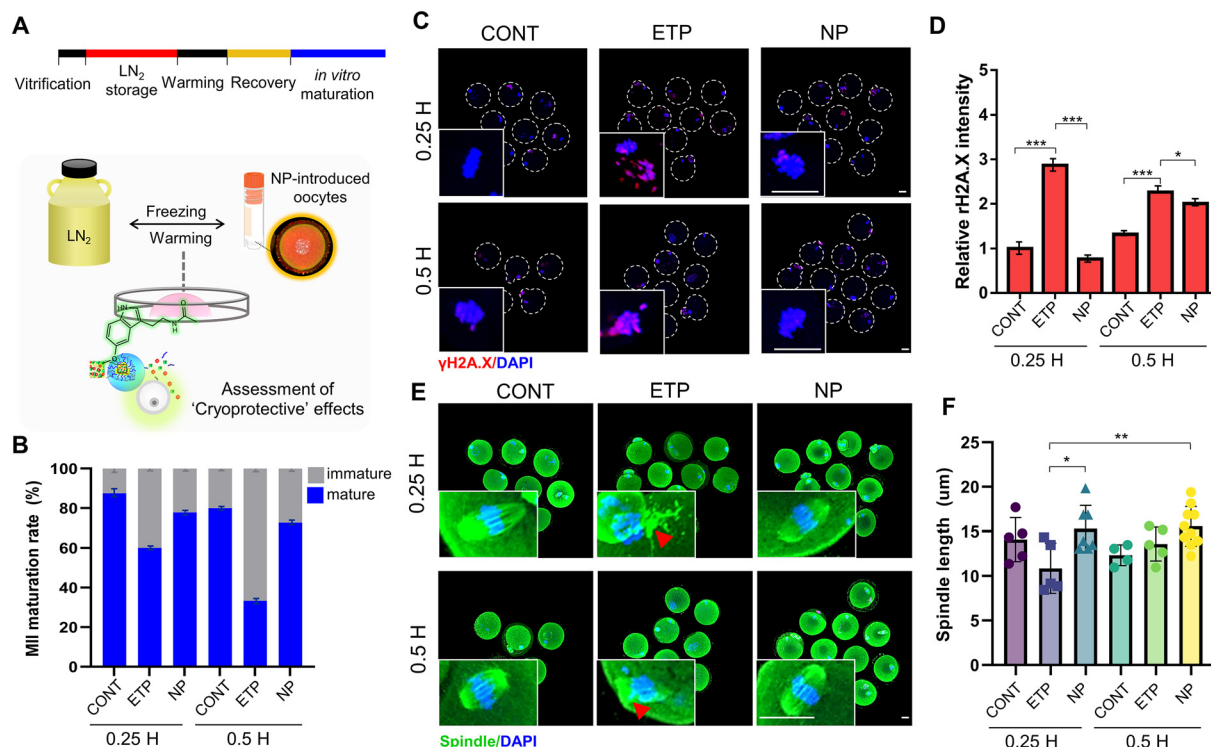 A
Vitrification
LN2
storage
Warming
Recovery
in vitro
maturation
LN2
Freezing
Warming
NP-introduced
oocytes
HN
O
N
H
O
Assessment of
'Cryoprotective' effects
B
MII maturation rate (%)
100
80
60
40
20
0
immature
mature
CONT
ETP
NP
CONT
ETP
NP
0.25 H
0.5 H
C
CONT
ETP
NP
0.25 H
0.5 H
γH2A.X/DAPI
D
Relative rH2A.X intensity
5
4
3
2
1
0
***
***
***
*
CONT
ETP
NP
CONT
ETP
NP
0.25 H
0.5 H
E
CONT
ETP
NP
0.25 H
0.5 H
Spindle/DAPI
F
Spindle length (um)
25
20
15
10
5
0
*
**
CONT
ETP
NP
CONT
ETP
NP
0.25 H
0.5 H